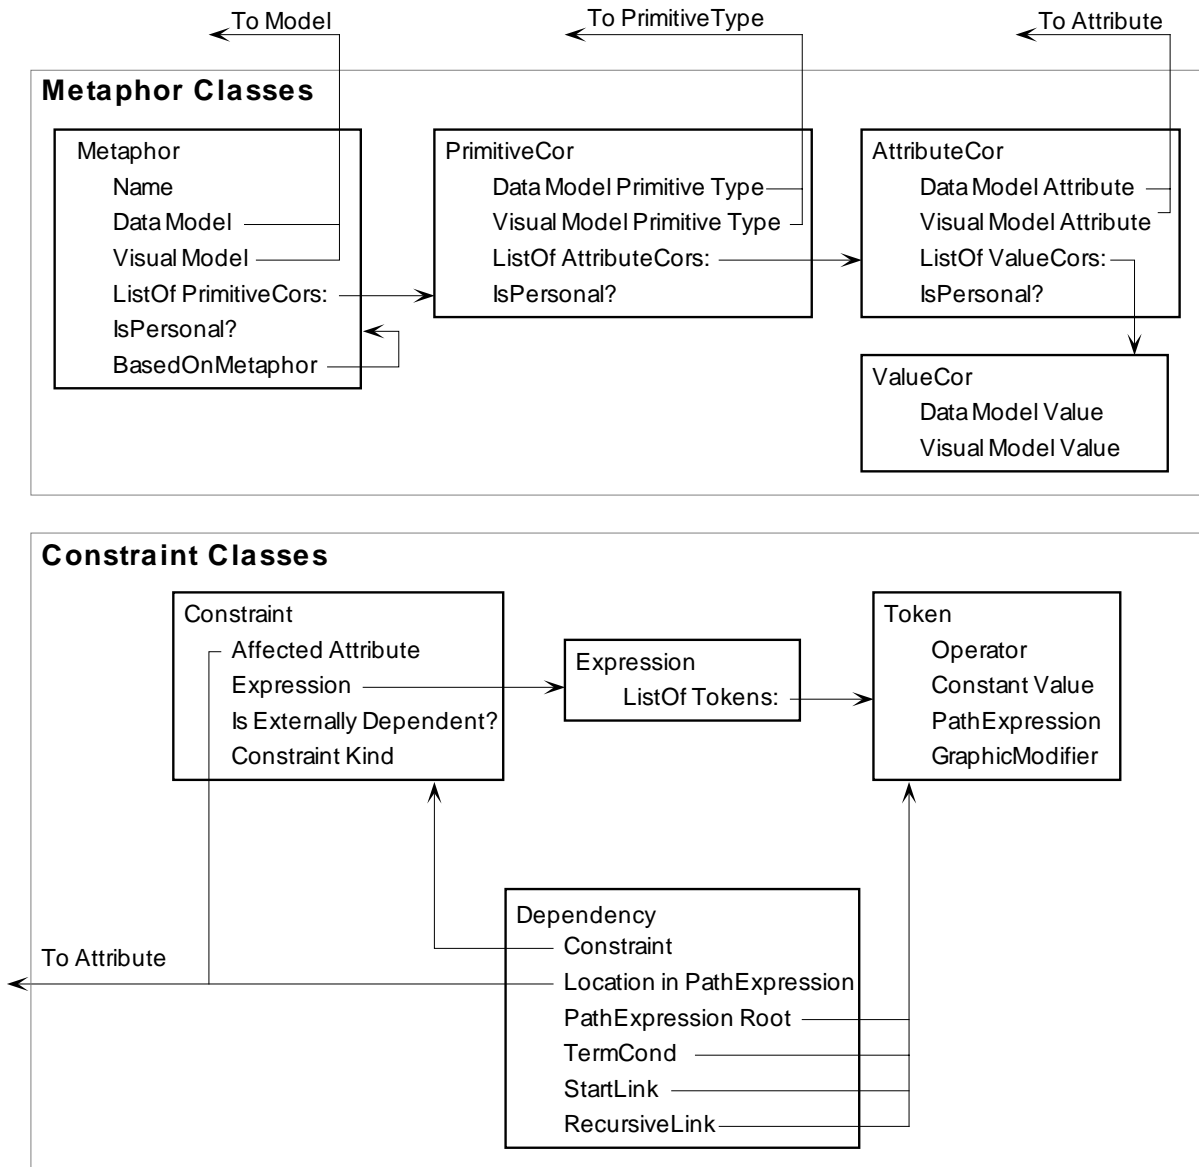 To Model
To PrimitiveType
To Attribute
Metaphor Classes
Metaphor
Name
Data Model
Visual Model
ListOf PrimitiveCors:
IsPersonal?
BasedOnMetaphor
PrimitiveCor
Data Model Primitive Type
Visual Model Primitive Type
ListOf AttributeCors:
IsPersonal?
AttributeCor
Data Model Attribute
Visual Model Attribute
ListOf ValueCors:
IsPersonal?
ValueCor
Data Model Value
Visual Model Value
Constraint Classes
Constraint
Affected Attribute
Expression
Is Externally Dependent?
Constraint Kind
Expression
ListOf Tokens:
Token
Operator
Constant Value
PathExpression
GraphicModifier
Dependency
Constraint
Location in PathExpression
PathExpression Root
TermCond
StartLink
RecursiveLink
To Attribute